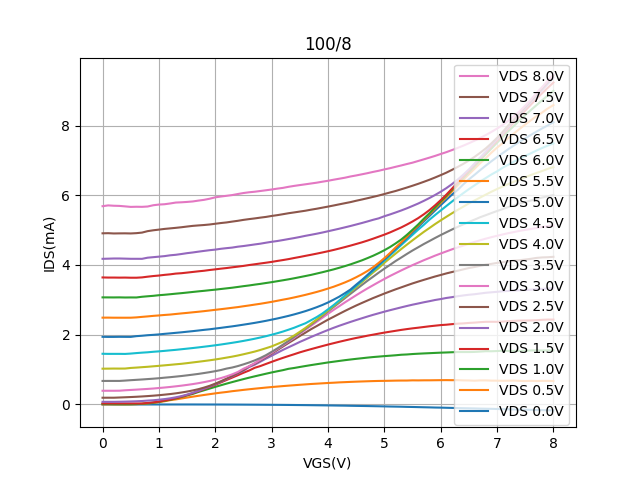 100/8
IDS(mA)
8
6
4
2
0
VDS 8.0V
VDS 7.5V
VDS 7.0V
VDS 6.5V
VDS 6.0V
VDS 5.5V
VDS 5.0V
VDS 4.5V
VDS 4.0V
VDS 3.5V
VDS 3.0V
VDS 2.5V
VDS 2.0V
VDS 1.5V
VDS 1.0V
VDS 0.5V
VDS 0.0V
0 1 2 3 4 5 6 7 8
VGS(V)